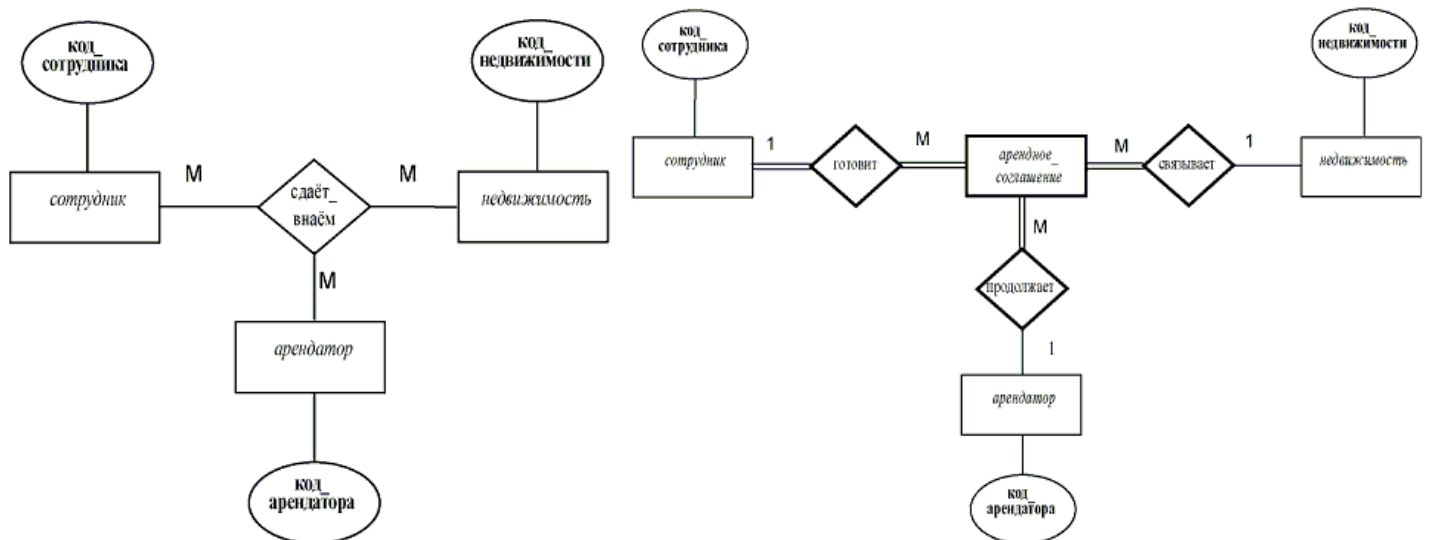 код_
сотрудника
код_
недвижимости
М
М
сотрудник
сдаёт_
внаём
недвижимость
М
арендатор
код_
арендатора
код_
сотрудника
код_
недвижимости
1
М
М
1
сотрудник
готовит
арендное_
соглашение
связывает
недвижимость
М
продолжает
1
арендатор
код_
арендатора